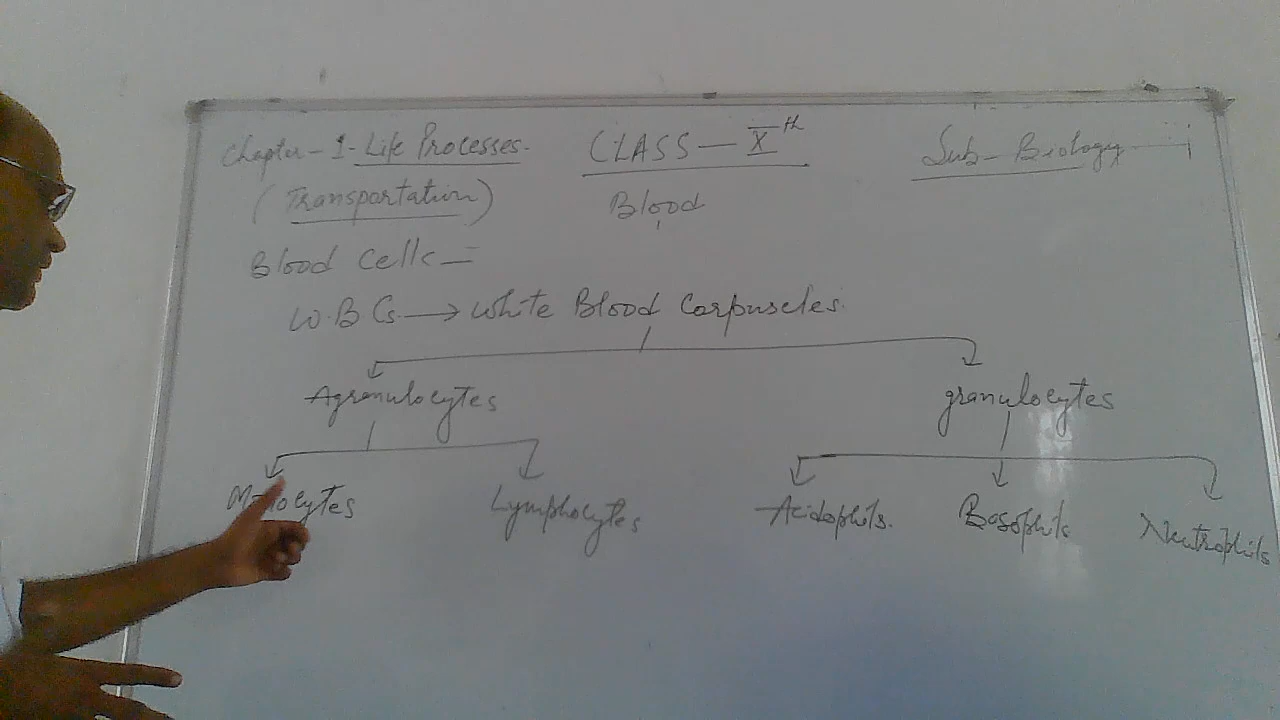 Chapter - 1 - Life Processes. CLASS - Xth Sub - Biology
(Transportation) Blood
Blood Cells =
W.B Cs → White Blood Corpuscles.
Agranulocytes granulocytes
Lymphocytes Acidophils. Basophils Neutrophils